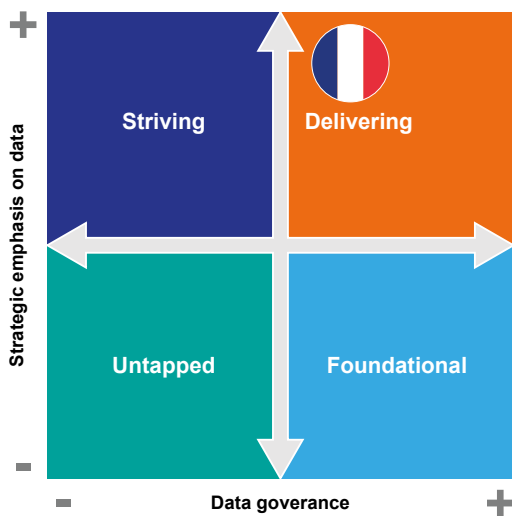 +
Strategic emphasis on data
Striving
Delivering
Untapped
Foundational
-
- 
Data goverance
+